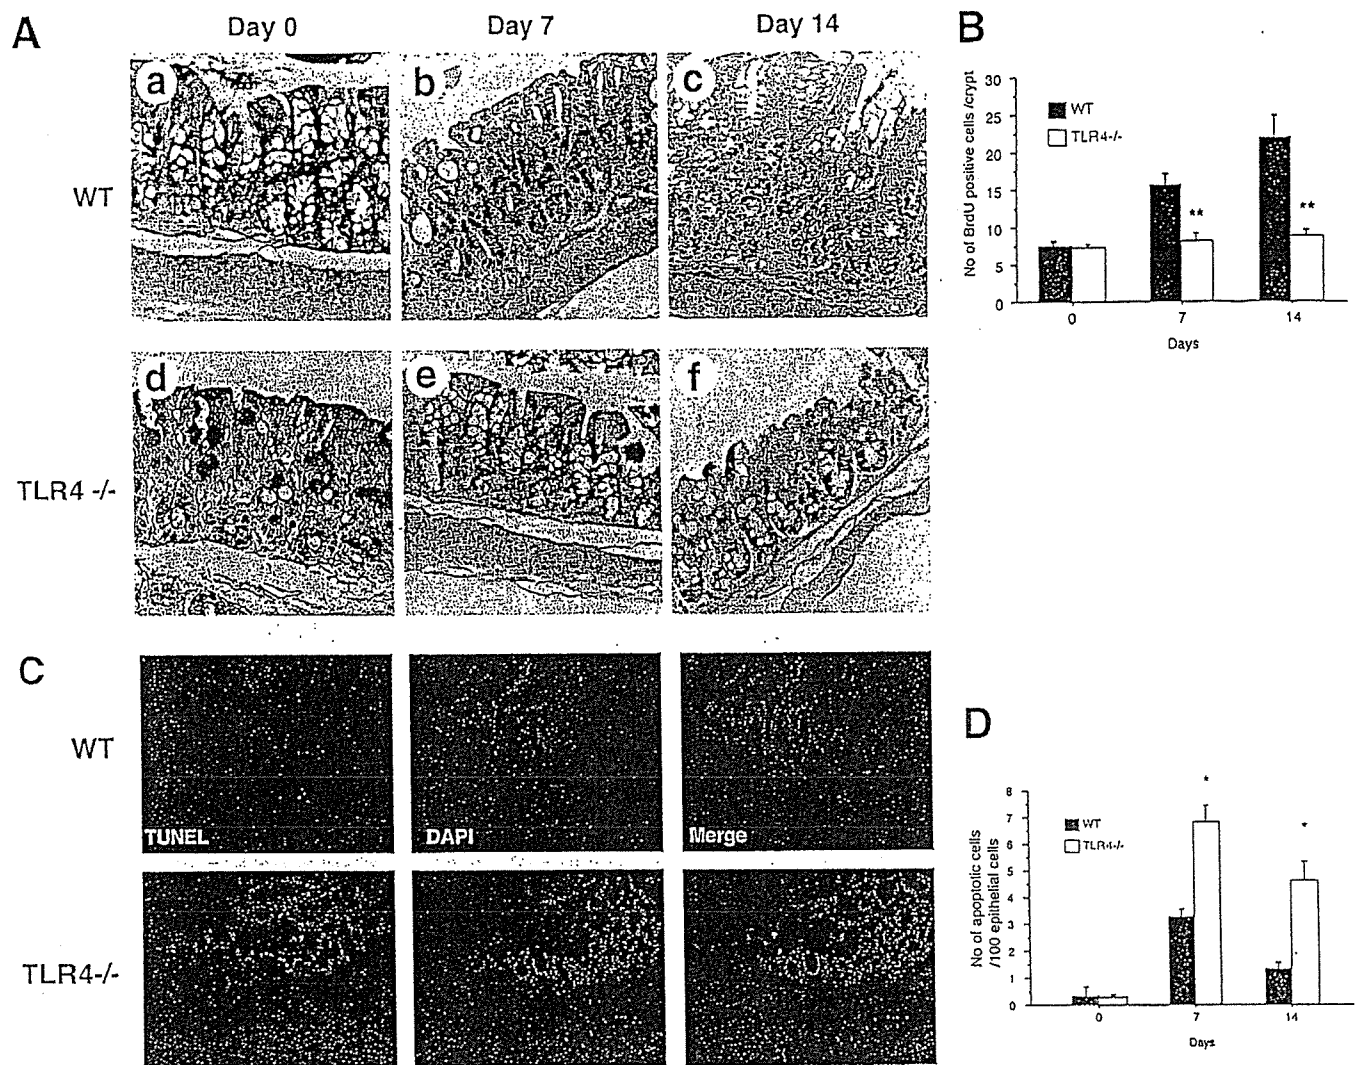 A
Day 0
Day 7
Day 14
WT
a
b
c
TLR4 -/-
d
e
f
B
No of BrdU positive cells /crypt
30
25
20
15
10
5
0
WT
TLR4-/-
**
**
0
7
14
Days
C
WT
TUNEL
DAPI
Merge
TLR4-/-
D
No of apoptotic cells
/100 epithelial cells
8
7
6
5
4
3
2
1
0
WT
TLR4-/-
*
*
0
7
14
Days